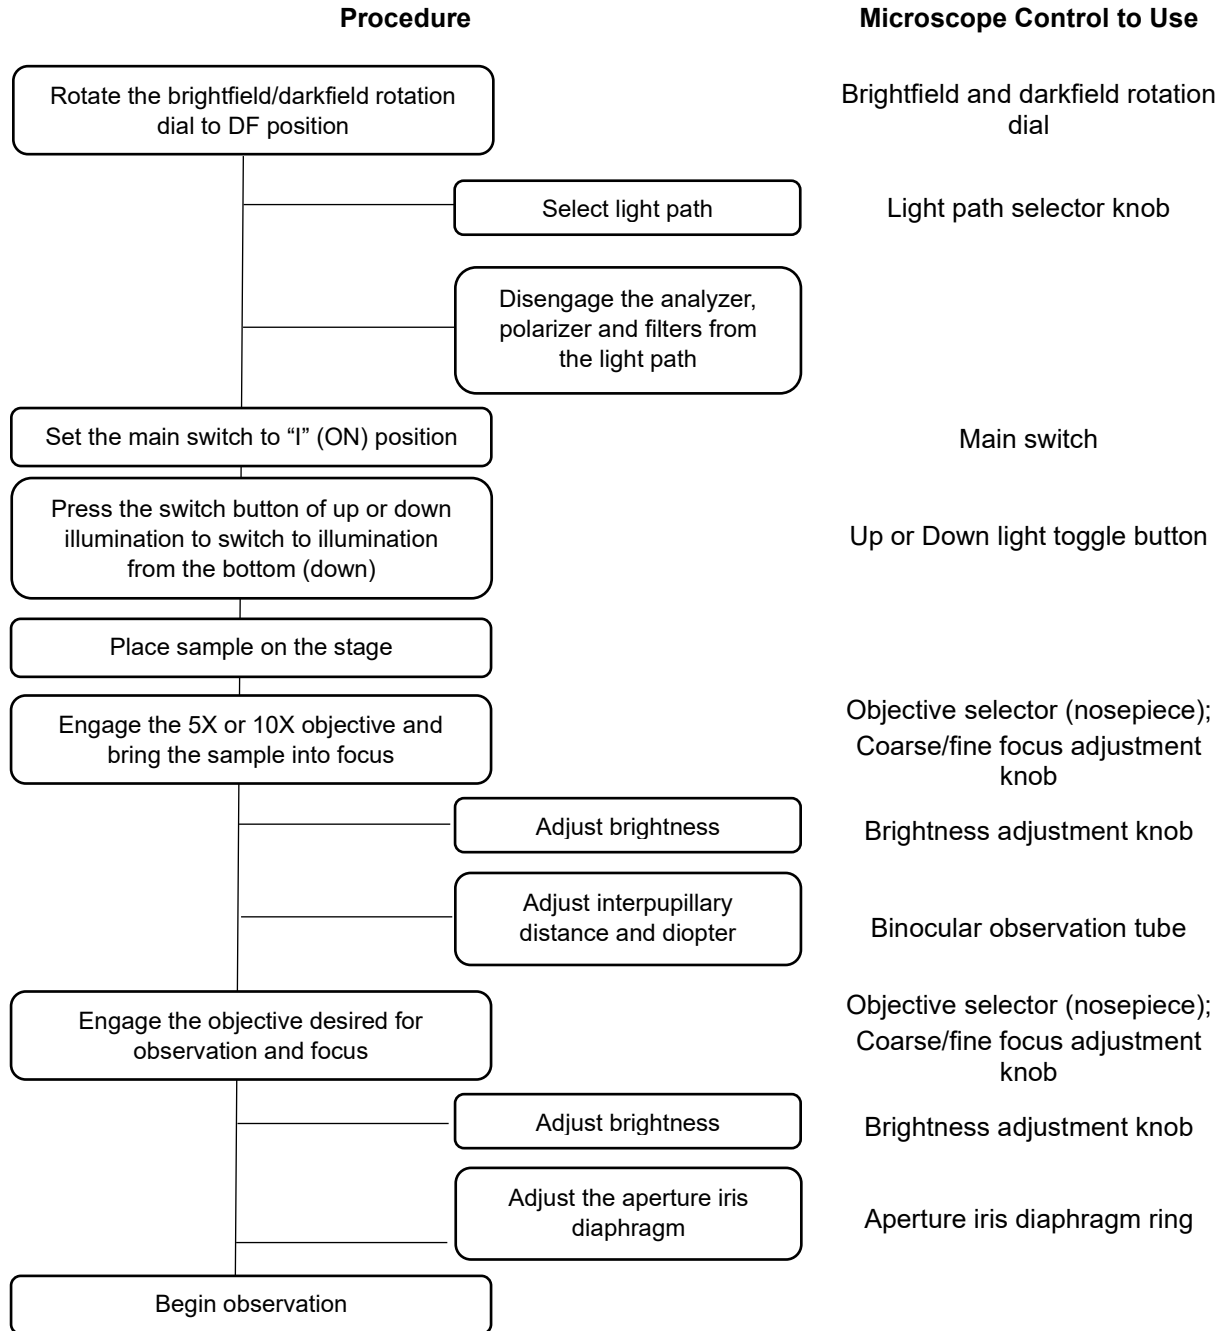 Procedure
Microscope Control to Use
Rotate the brightfield/darkfield rotation
dial to DF position
Brightfield and darkfield rotation
dial
Select light path
Light path selector knob
Disengage the analyzer,
polarizer and filters from
the light path
Set the main switch to “I” (ON) position
Main switch
Press the switch button of up or down
illumination to switch to illumination
from the bottom (down)
Up or Down light toggle button
Place sample on the stage
Engage the 5X or 10X objective and
bring the sample into focus
Objective selector (nosepiece);
Coarse/fine focus adjustment
knob
Adjust brightness
Brightness adjustment knob
Adjust interpupillary
distance and diopter
Binocular observation tube
Engage the objective desired for
observation and focus
Objective selector (nosepiece);
Coarse/fine focus adjustment
knob
Adjust brightness
Brightness adjustment knob
Adjust the aperture iris
diaphragm
Aperture iris diaphragm ring
Begin observation